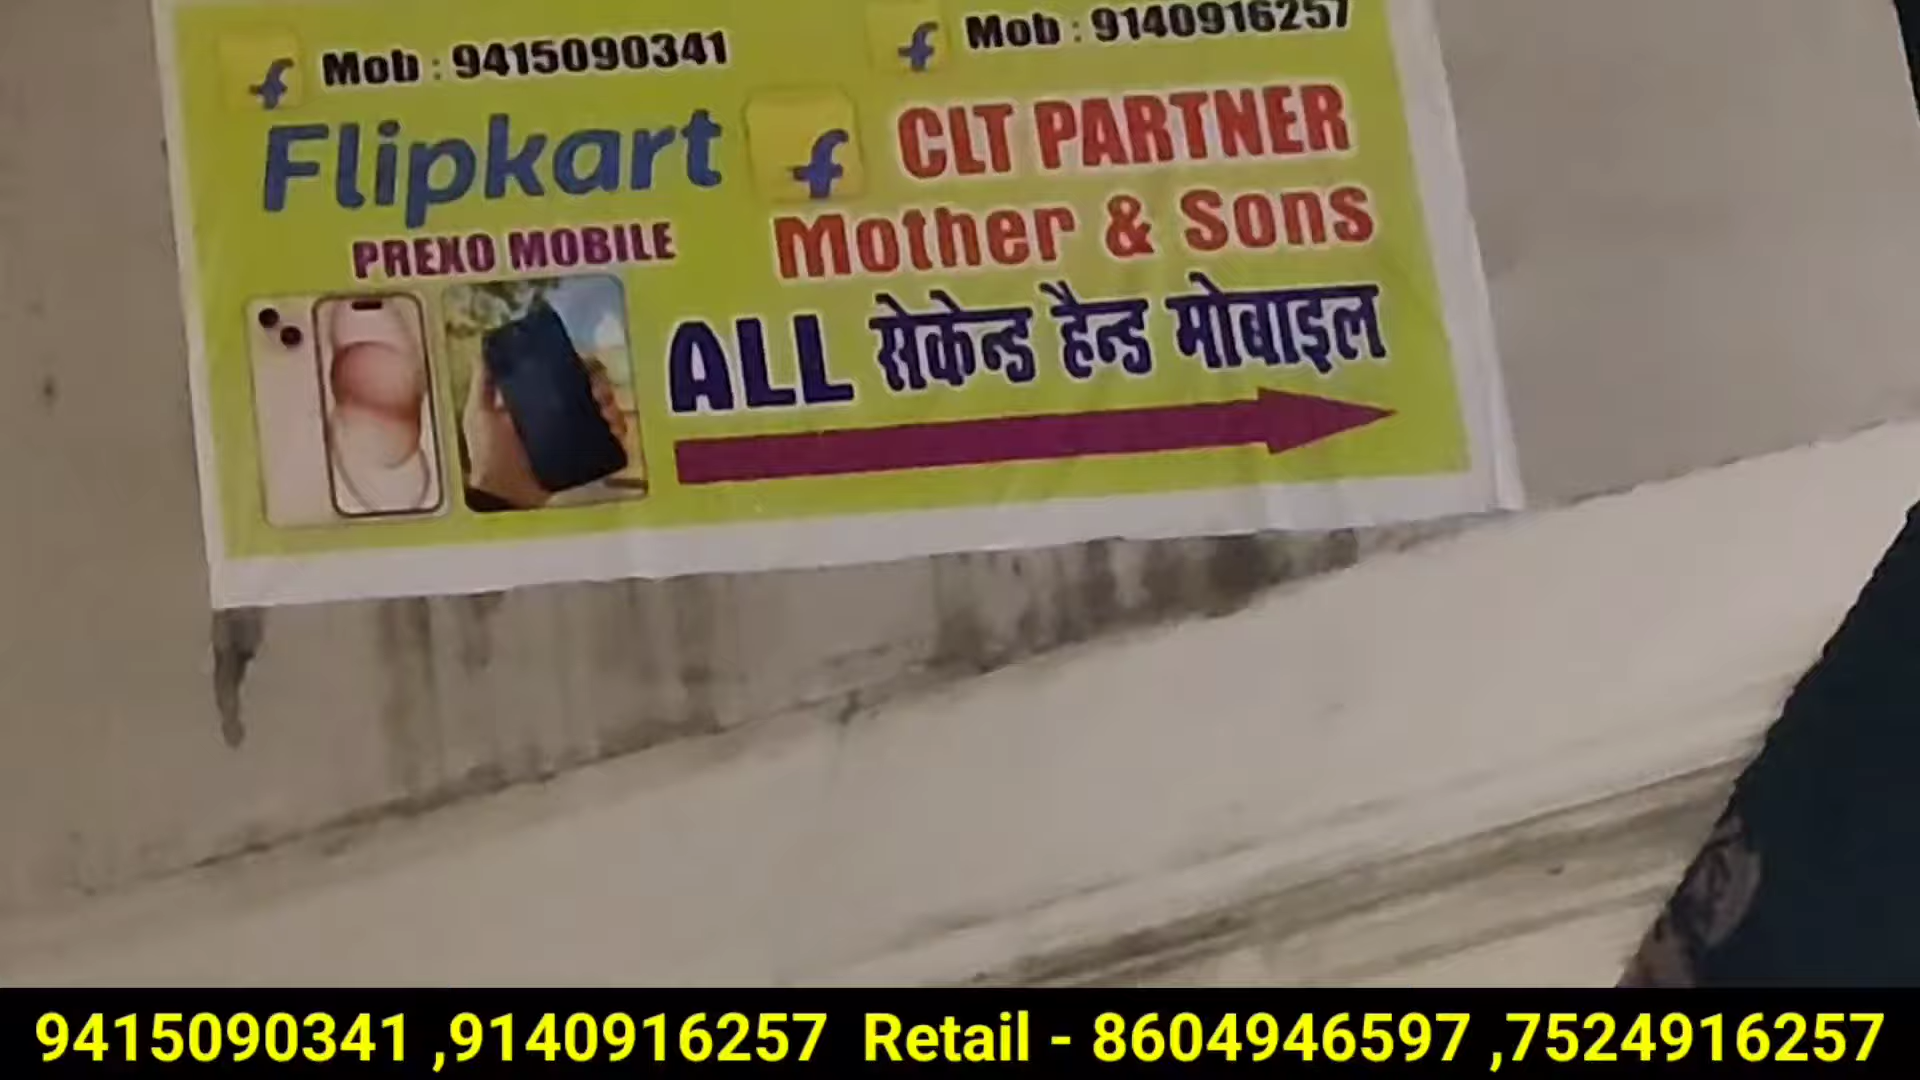 Mob : 9415090341
Mob : 9140916257
Flipkart
CLT PARTNER
PREXO MOBILE
Mother & Sons
ALL सेकेन्ड हैन्ड मोबाइल
9415090341 ,9140916257 Retail - 8604946597 ,7524916257